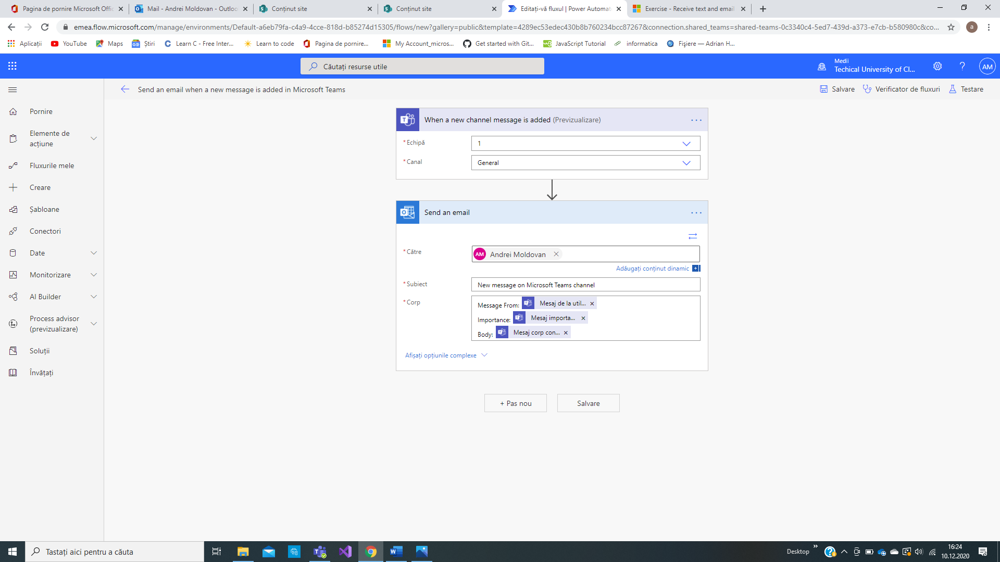 Pagina de pornire Microsoft Offic
Mail - Andrei Moldovan - Outloo
Conținut site
Conținut site
Editați-vă fluxul | Power Automat
Exercise - Receive text and email
emea.flow.microsoft.com/manage/environments/Default-a6eb79fa-c4a9-4cce-818d-b85274d15305/flows/new?gallery=public&template=4289ec53edec430b8b760234bcc87267&connection.shared_teams=shared-teams-0c3340c4-5ed7-439d-a373-e7cb-b580980c&co...
a
Aplicații
YouTube
Maps
Știri
Learn C - Free Inter...
Learn to code
Pagina de pornire...
My Account_micros...
Get started with Git...
JavaScript Tutorial
informatica
Fișiere — Adrian H...
Căutați resurse utile
Medii
Techical University of Cl...
AM
Send an email when a new message is added in Microsoft Teams
Salvare
Verificator de fluxuri
Testare
Pornire
Elemente de
acțiune
Fluxurile mele
Creare
Șabloane
Conectori
Date
Monitorizare
AI Builder
Process advisor
(previzualizare)
Soluții
Învățați
When a new channel message is added (Previzualizare)
* Echipă
1
* Canal
General
Send an email
* Către
AM Andrei Moldovan
Adăugați conținut dinamic
* Subiect
New message on Microsoft Teams channel
* Corp
Message From: Mesaj de la util...
Importance: Mesaj importa...
Body: Mesaj corp con...
Afișați opțiunile complexe
+ Pas nou
Salvare
Tastați aici pentru a căuta
Desktop
16:24
10.12.2020